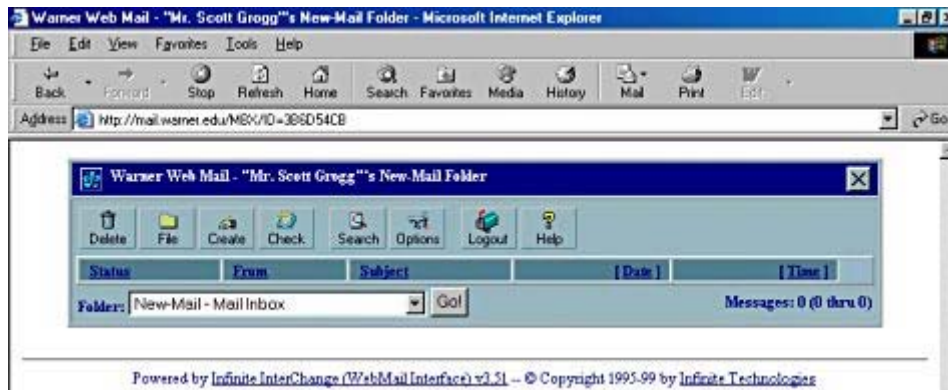 Warner Web Mail - "Mr. Scott Grogg"'s New-Mail Folder - Microsoft Internet Explorer
File Edit View Favorites Tools Help
Back Forward Stop Refresh Home Search Favorites Media History Mail Print Edit
Address http://mail.warner.edu/MBX/ID=3B6D54CB Go
Warner Web Mail - "Mr. Scott Grogg"'s New-Mail Folder
Delete File Create Check Search Options Logout Help
Status From Subject [ Date ] [ Time ]
Folder: New-Mail - Mail Inbox Go! Messages: 0 (0 thru 0)
Powered by Infinite InterChange (WebMail Interface) v3.51 -- © Copyright 1995-99 by Infinite Technologies